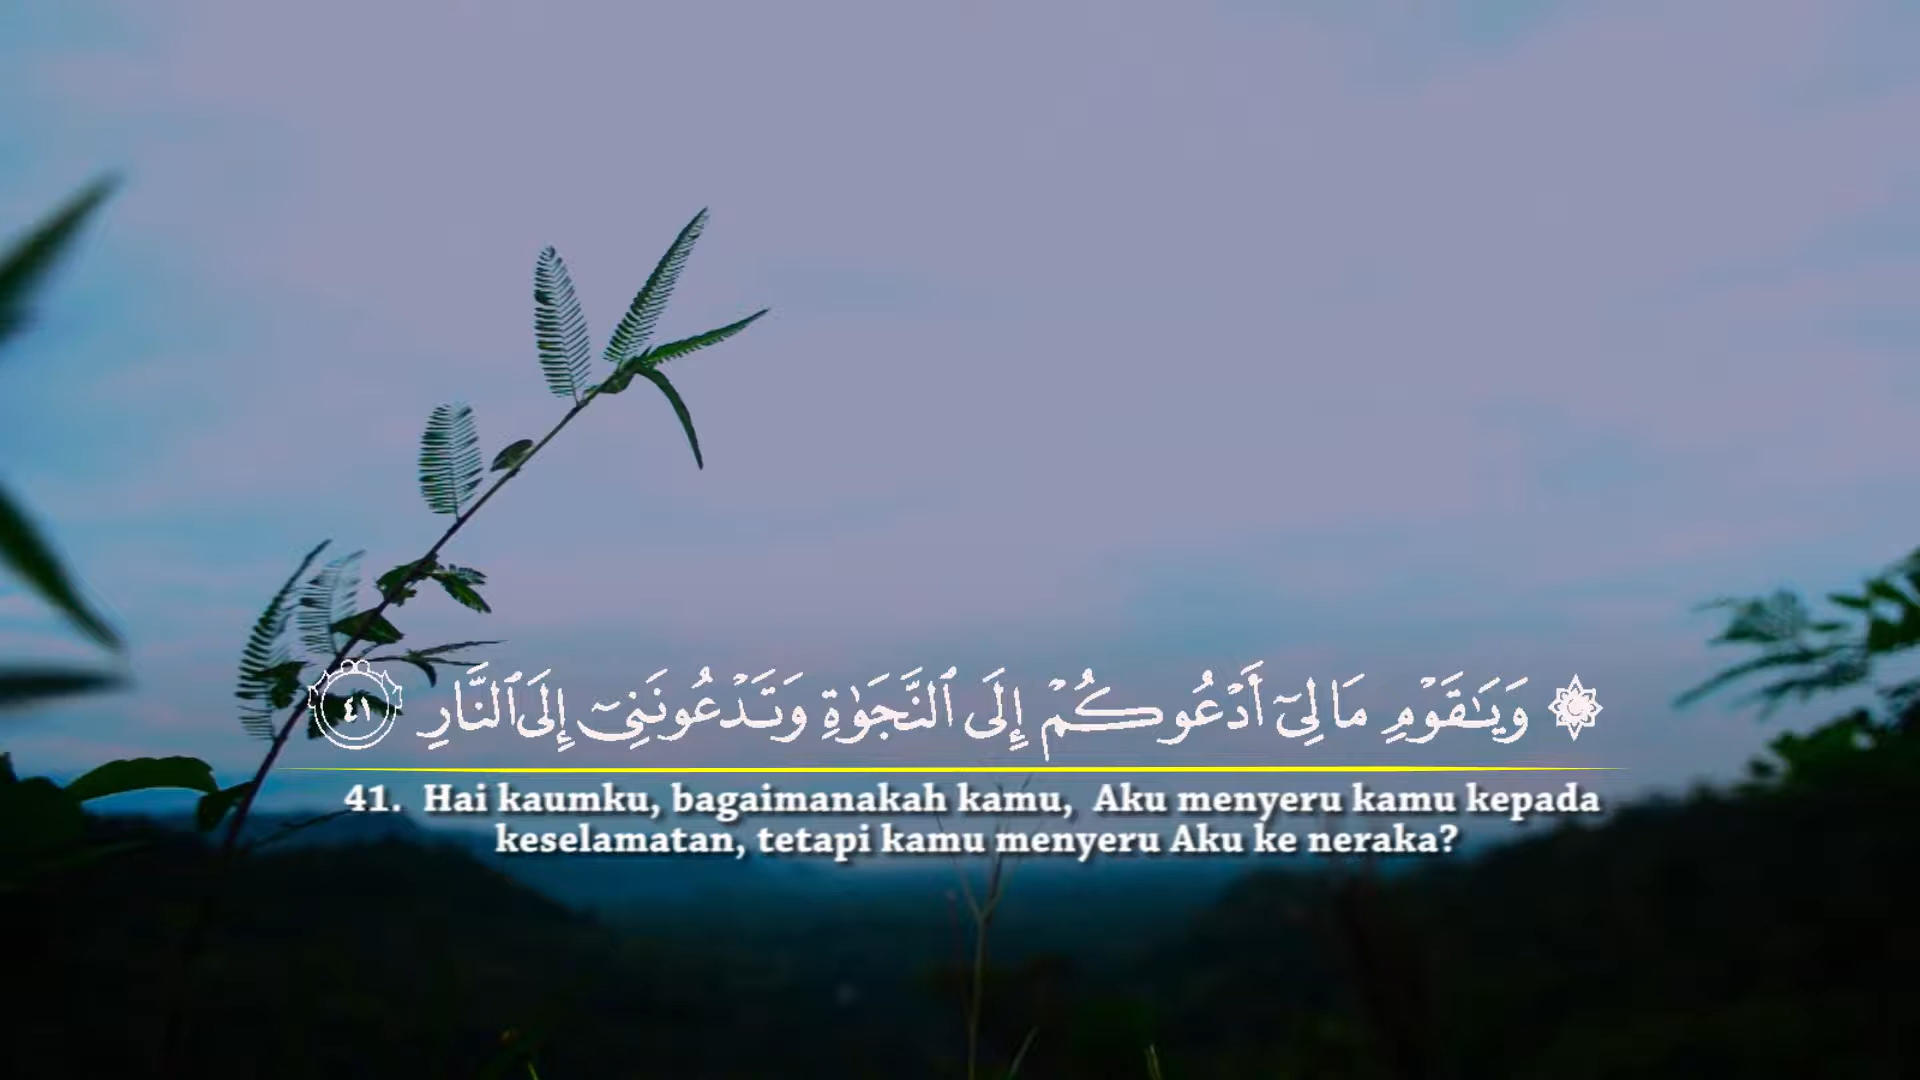 ۞ وَيَـٰقَوْمِ مَا لِىٓ أَدْعُوكُمْ إِلَى ٱلنَّجَوٰةِ وَتَدْعُونَنِىٓ إِلَى ٱلنَّارِ ٤١
41. Hai kaumku, bagaimanakah kamu, Aku menyeru kamu kepada
keselamatan, tetapi kamu menyeru Aku ke neraka?